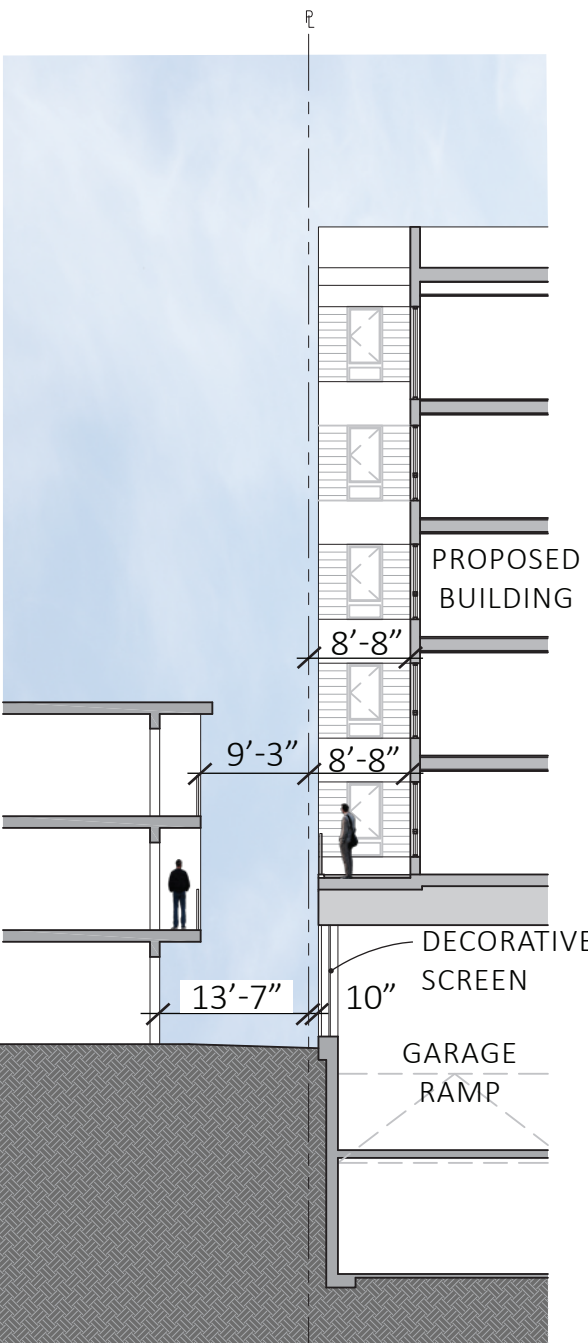 PL
PROPOSED
BUILDING
8’-8”
9’-3”
8’-8”
DECORATIVE
SCREEN
13’-7”
10”
GARAGE
RAMP